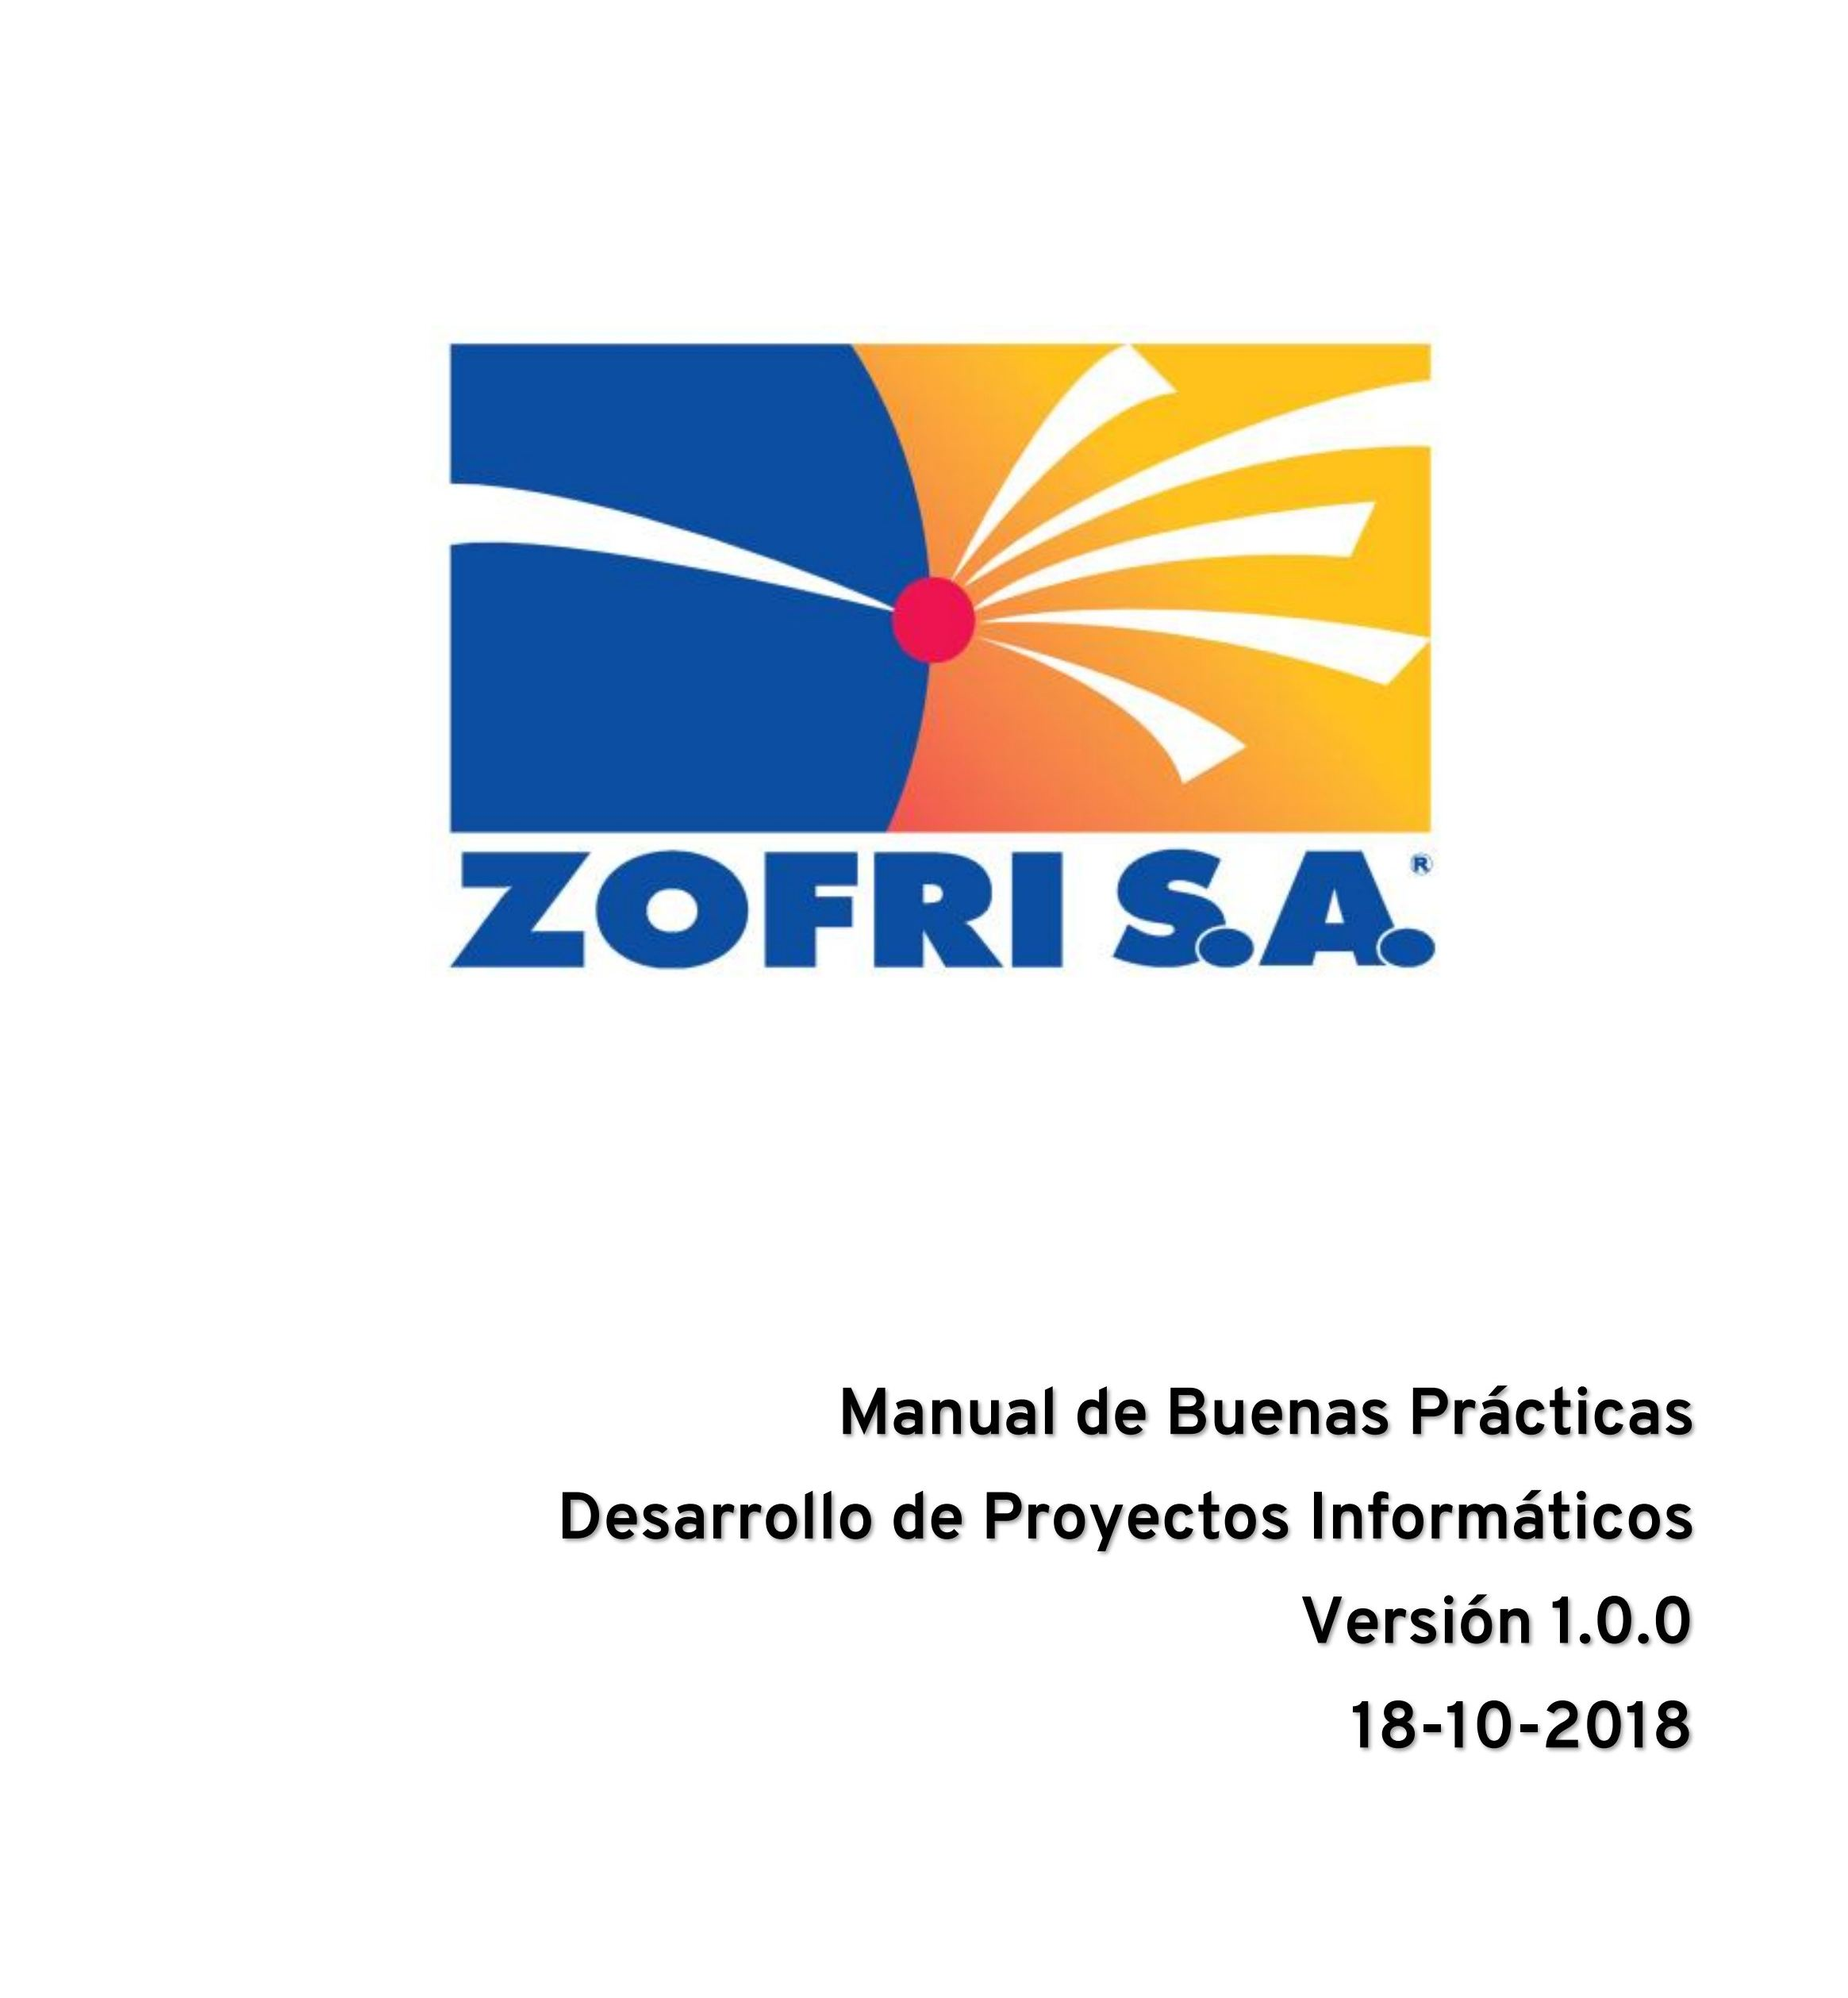 ZOFRI S.A.®
Manual de Buenas Prácticas
Desarrollo de Proyectos Informáticos
Versión 1.0.0
18-10-2018